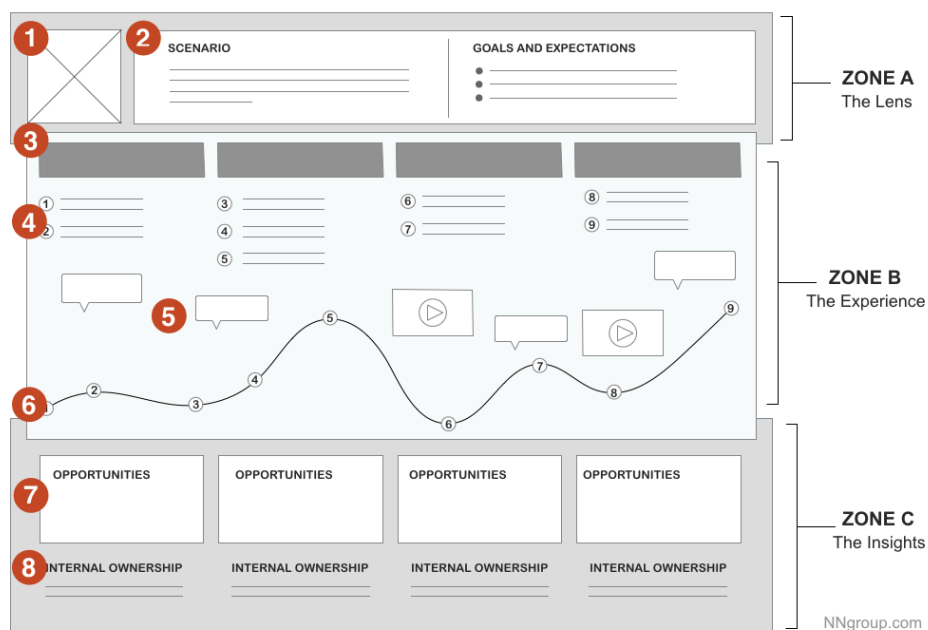 1
2
SCENARIO
GOALS AND EXPECTATIONS
ZONE A
The Lens
3
4
1
2
3
4
5
6
7
8
9
5
1
2
3
4
5
6
7
8
9
6
ZONE B
The Experience
7
OPPORTUNITIES
OPPORTUNITIES
OPPORTUNITIES
OPPORTUNITIES
8
INTERNAL OWNERSHIP
INTERNAL OWNERSHIP
INTERNAL OWNERSHIP
INTERNAL OWNERSHIP
ZONE C
The Insights
NNgroup.com